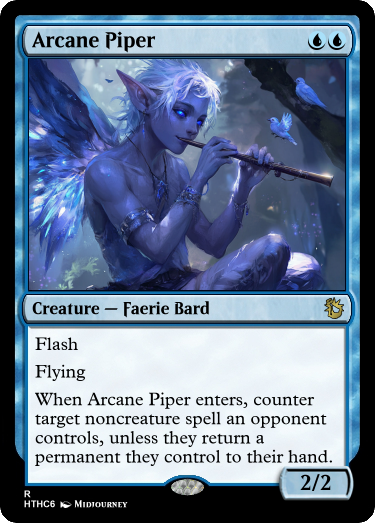 Arcane Piper
Creature — Faerie Bard
Flash
Flying
When Arcane Piper enters, counter
target noncreature spell an opponent
controls, unless they return a
permanent they control to their hand.
2/2
R
HTHC6 Midjourney